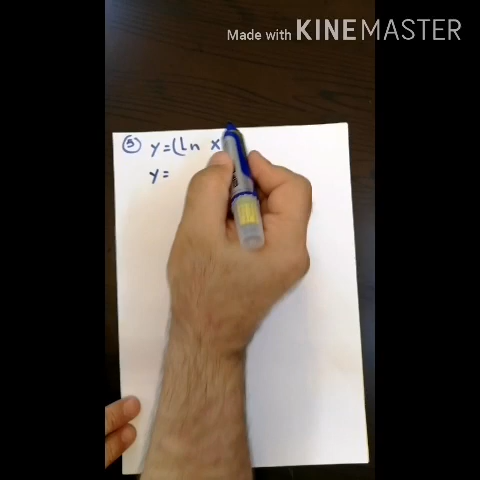 Made with KINEMASTER
⑤ y=(ln x
y=